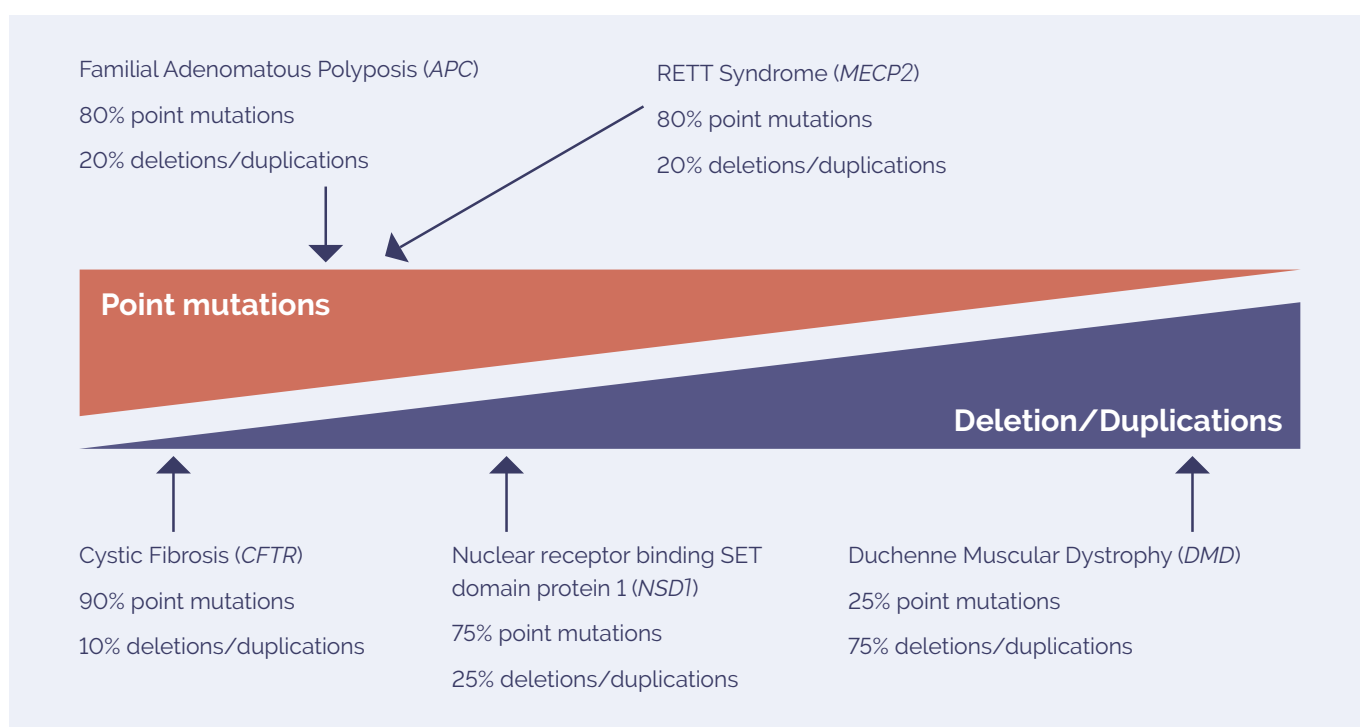 Familial Adenomatous Polyposis (APC)
80% point mutations
20% deletions/duplications
RETT Syndrome (MECP2)
80% point mutations
20% deletions/duplications
Point mutations
Deletion/Duplications
Cystic Fibrosis (CFTR)
90% point mutations
10% deletions/duplications
Nuclear receptor binding SET
domain protein 1 (NSD1)
75% point mutations
25% deletions/duplications
Duchenne Muscular Dystrophy (DMD)
25% point mutations
75% deletions/duplications